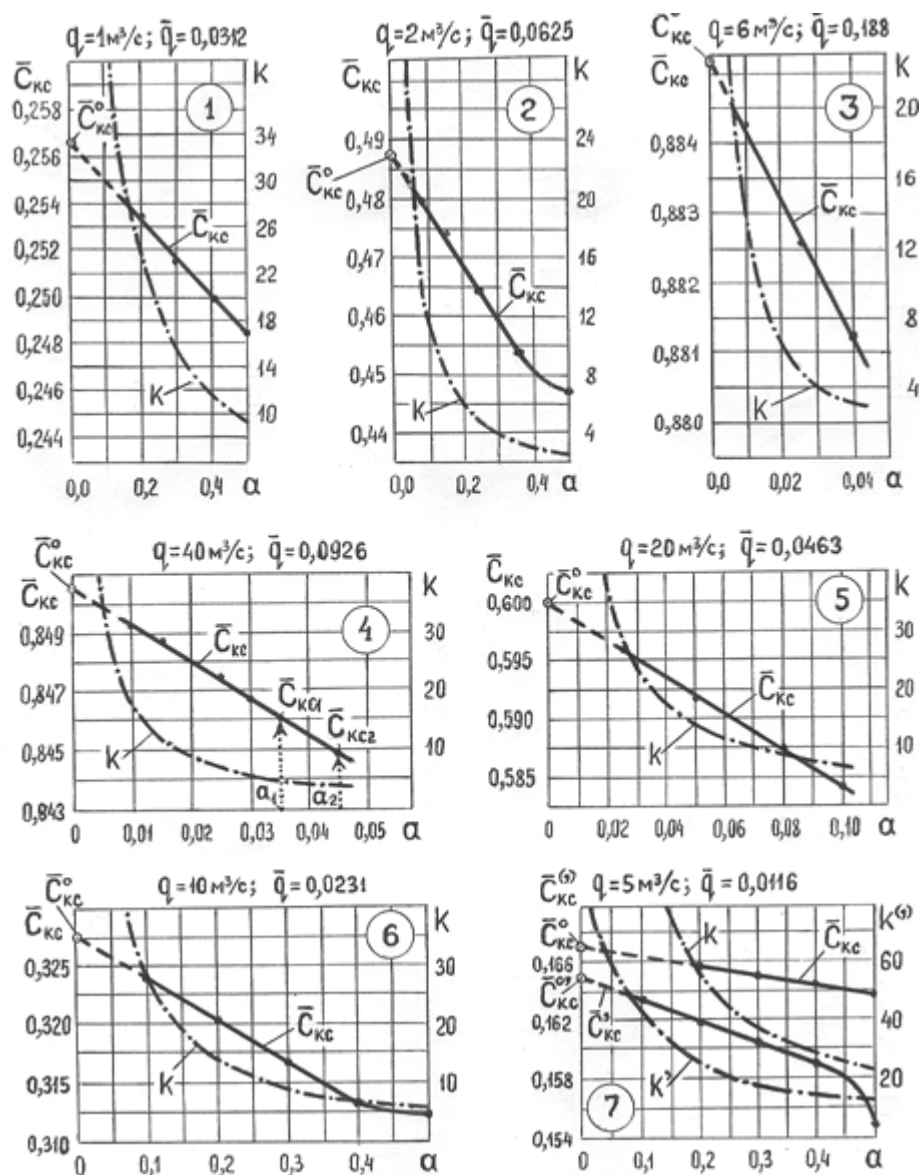 q=1 м³/с; q̄=0,0312
C̄кс
K
0,258
C̄°кс
1
0,256
34
0,254
30
C̄кс
0,252
26
0,250
22
0,248
18
0,246
K
14
0,244
10
0,0 0,2 0,4 α
q=2 м³/с; q̄=0,0625
C̄кс
K
2
0,49
24
C̄°кс
0,48
20
0,47
16
C̄кс
0,46
12
0,45
8
K
0,44
4
0,0 0,2 0,4 α
C̄°кс q=6 м³/с; q̄=0,188
C̄кс
K
3
20
0,884
16
0,883
C̄кс
12
0,882
8
0,881
K
4
0,880
0,0 0,02 0,04 α
C̄°кс
q=40 м³/с; q̄=0,0926
C̄кс
K
4
0,849
30
C̄кс
0,847
20
C̄кс1
C̄кс2
0,845
K
10
α₁ α₂
0,843
0 0,01 0,02 0,03 0,04 0,05 α
q=20 м³/с; q̄=0,0463
C̄кс
K
C̄°кс
0,600
5
30
0,595
C̄кс
20
0,590
K
10
0,585
0 0,02 0,04 0,06 0,08 0,10 α
C̄°кс
q=10 м³/с; q̄=0,0231
C̄кс
K
6
0,325
30
0,320
C̄кс
20
0,315
K
10
0,310
0 0,1 0,2 0,3 0,4 α
C̄⁽'⁾кс q=5 м³/с; q̄=0,0116
K⁽'⁾
C̄°кс
K
C̄кс
0,166
60
C̄°'кс
C̄'кс
0,162
40
K'
0,158
20
7
0,154
0 0,1 0,2 0,3 0,4 α